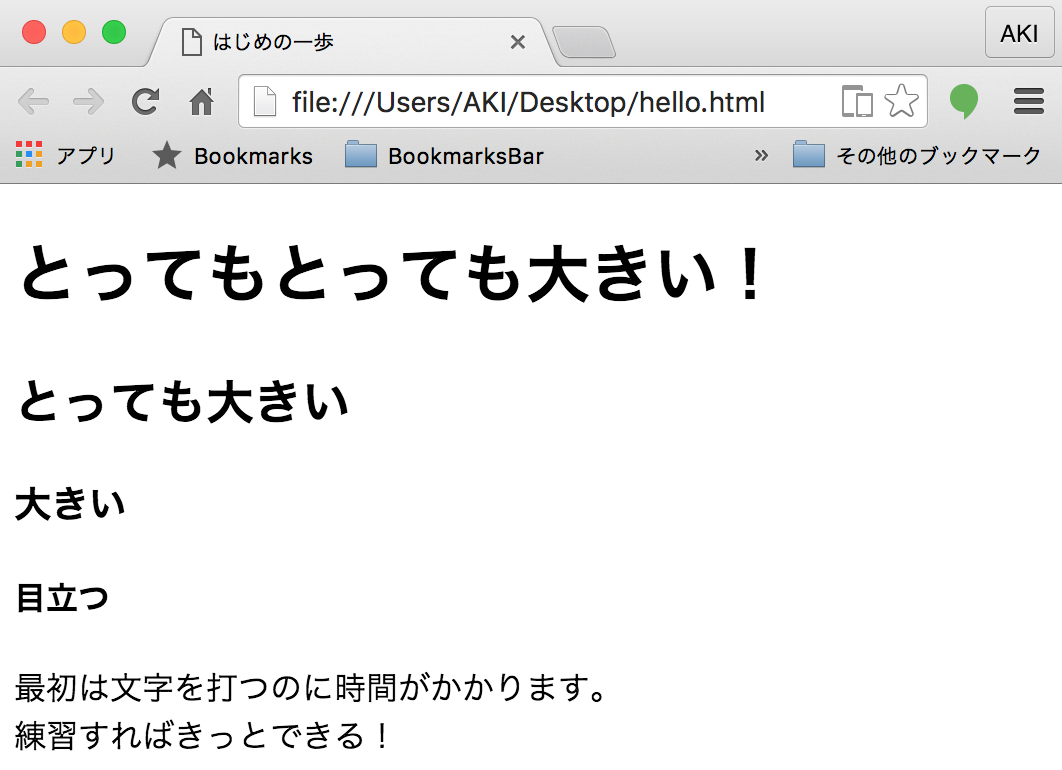 はじめの一歩
AKI
file:///Users/AKI/Desktop/hello.html
アプリ Bookmarks BookmarksBar » その他のブックマーク
とってもとっても大きい！
とっても大きい
大きい
目立つ
最初は文字を打つのに時間がかかります。
練習すればきっとできる！